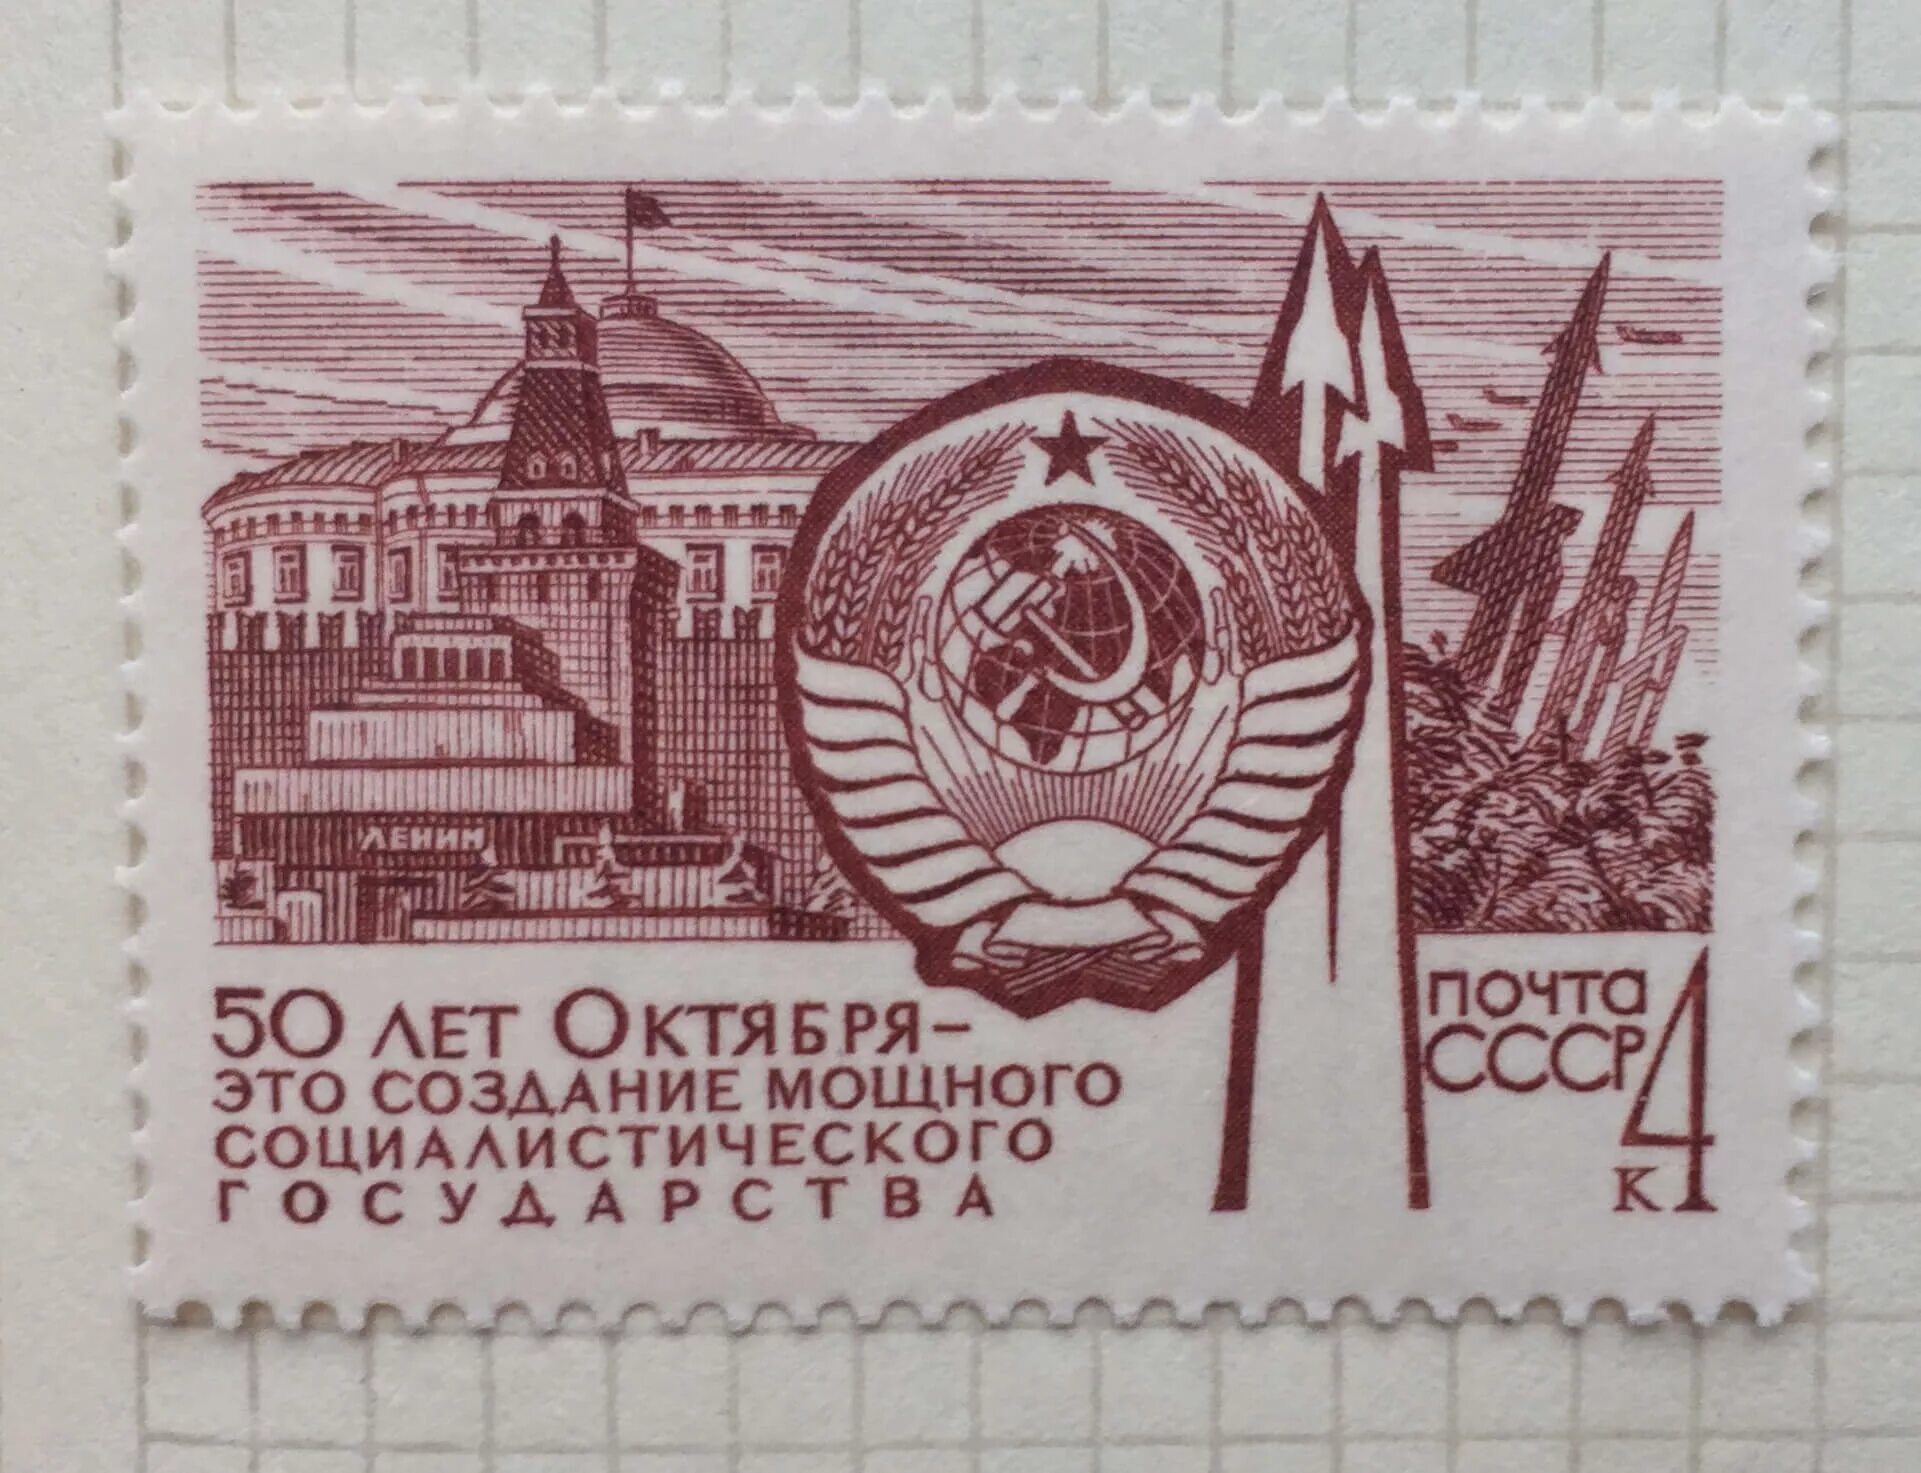 ЛЕНИН
50 ЛЕТ ОКТЯБРЯ –
ЭТО СОЗДАНИЕ МОЩНОГО
СОЦИАЛИСТИЧЕСКОГО
ГОСУДАРСТВА
ПОЧТА
СССР
4
К